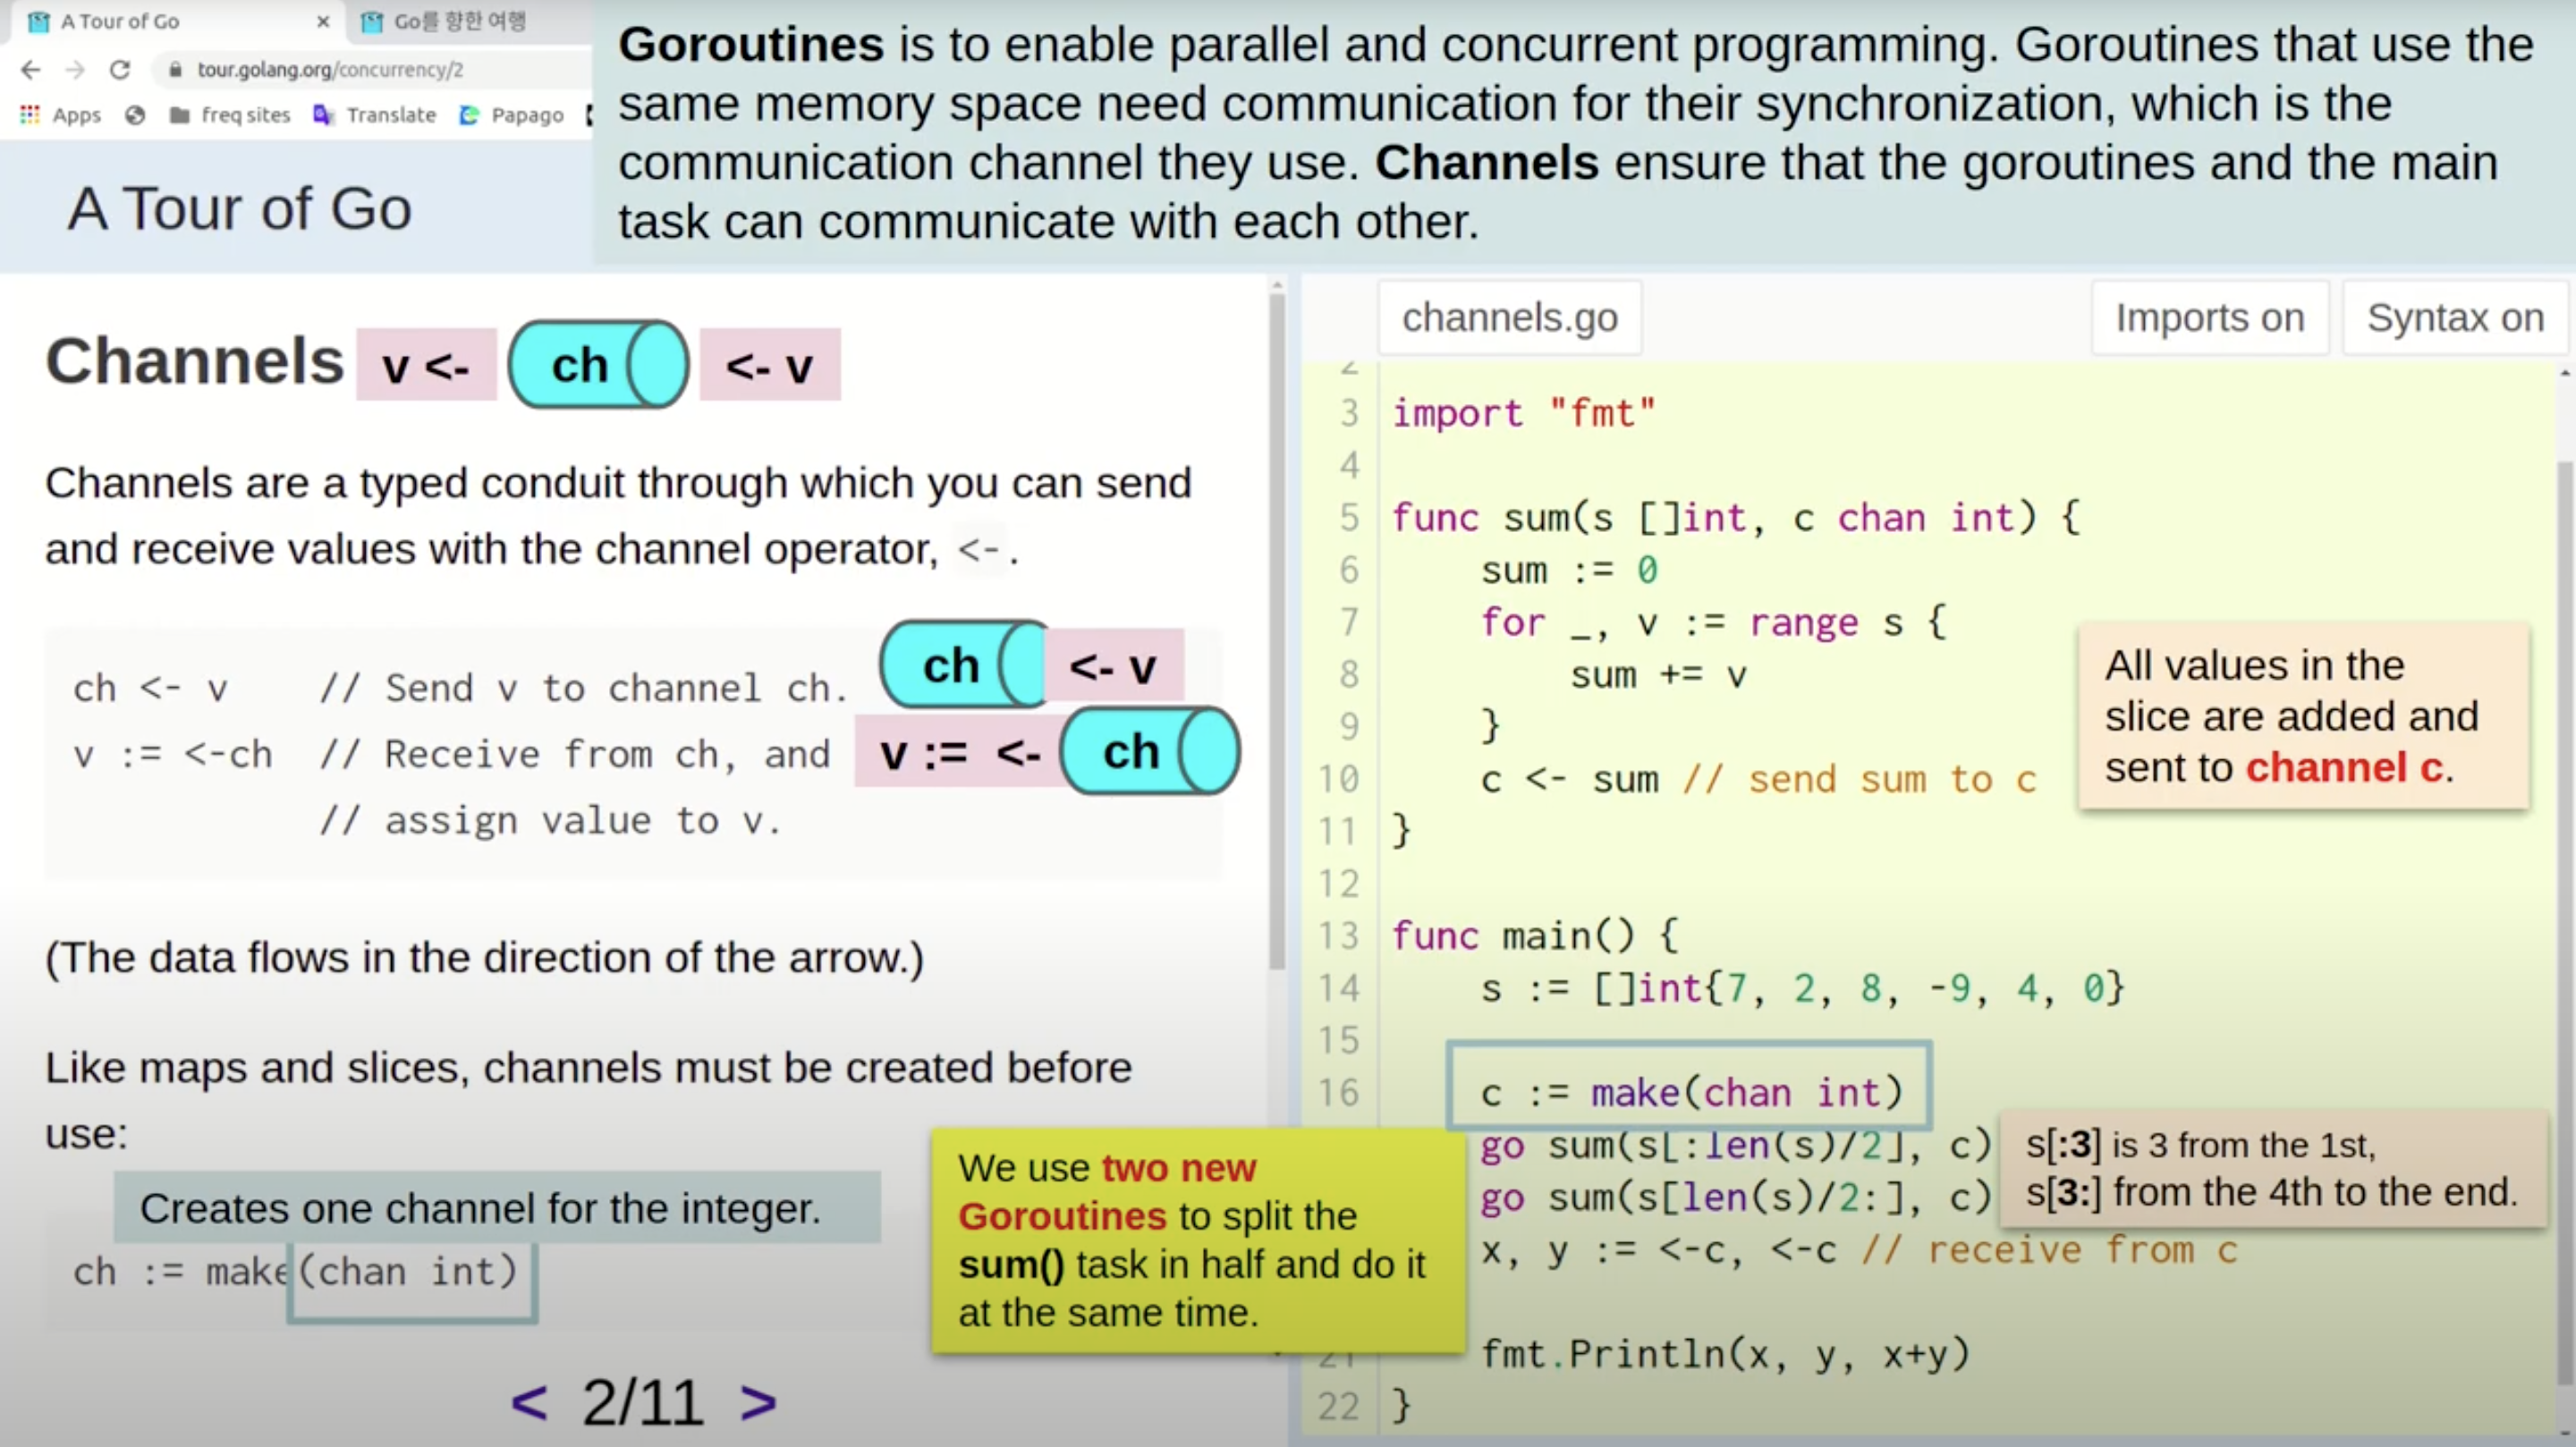 A Tour of Go
Go를 향한 여행
tour.golang.org/concurrency/2
Apps
freq sites
Translate
Papago
Goroutines is to enable parallel and concurrent programming. Goroutines that use the
same memory space need communication for their synchronization, which is the
communication channel they use. Channels ensure that the goroutines and the main
task can communicate with each other.
A Tour of Go
Channels v <- ch <- v
Channels are a typed conduit through which you can send
and receive values with the channel operator, <-.
ch <- v // Send v to channel ch.
ch <- v
v := <-ch // Receive from ch, and
v := <- ch
// assign value to v.
(The data flows in the direction of the arrow.)
Like maps and slices, channels must be created before
use:
Creates one channel for the integer.
ch := make(chan int)
< 2/11 >
We use two new
Goroutines to split the
sum() task in half and do it
at the same time.
channels.go
Imports on
Syntax on
2
3 import "fmt"
4
5 func sum(s []int, c chan int) {
6 sum := 0
7 for _, v := range s {
8 sum += v
9 }
10 c <- sum // send sum to c
11 }
12
13 func main() {
14 s := []int{7, 2, 8, -9, 4, 0}
15
16 c := make(chan int)
go sum(s[:len(s)/2], c)
go sum(s[len(s)/2:], c)
x, y := <-c, <-c // receive from c
21 fmt.Println(x, y, x+y)
22 }
All values in the
slice are added and
sent to channel c.
s[:3] is 3 from the 1st,
s[3:] from the 4th to the end.